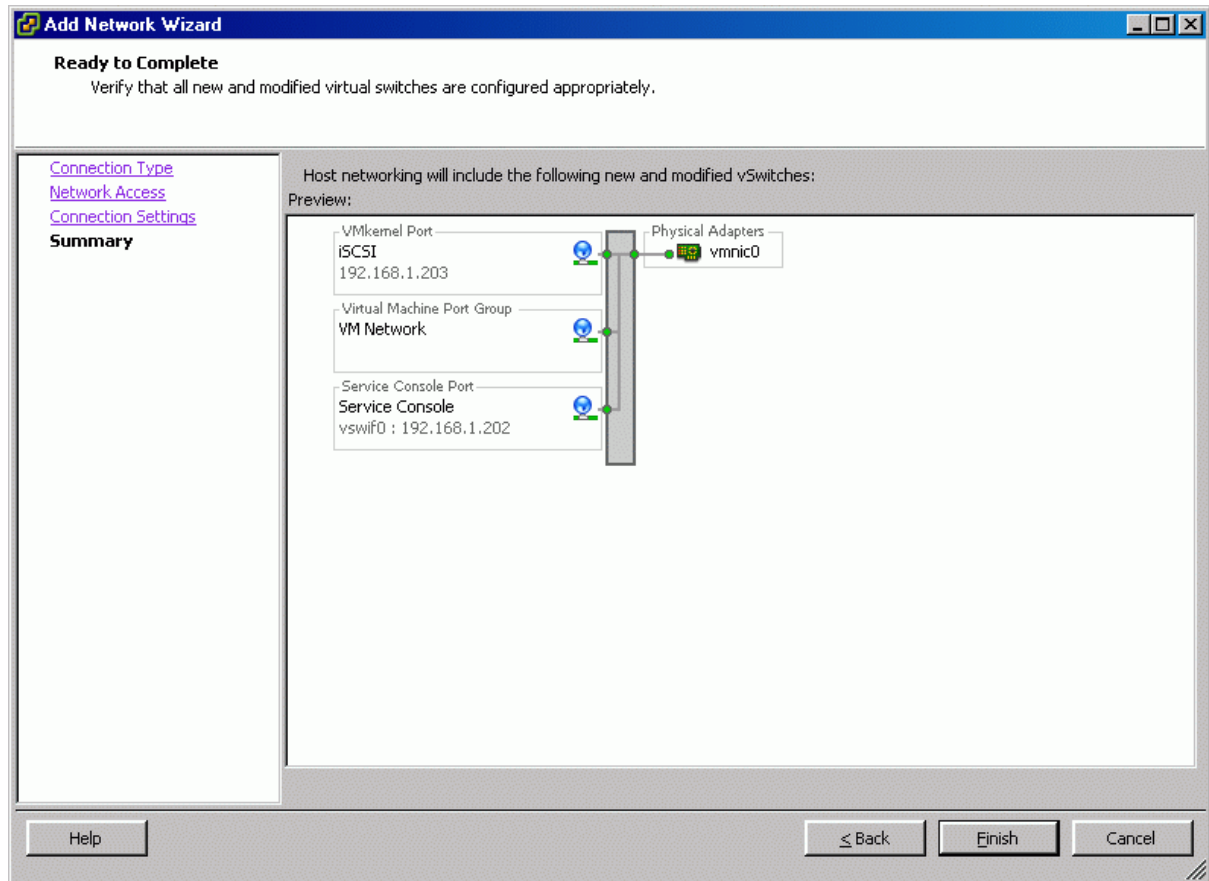 Add Network Wizard
Ready to Complete
Verify that all new and modified virtual switches are configured appropriately.
Connection Type
Network Access
Connection Settings
Summary
Host networking will include the following new and modified vSwitches:
Preview:
VMkernel Port
iSCSI
192.168.1.203
Physical Adapters
vmnic0
Virtual Machine Port Group
VM Network
Service Console Port
Service Console
vswif0 : 192.168.1.202
Help
< Back
Finish
Cancel